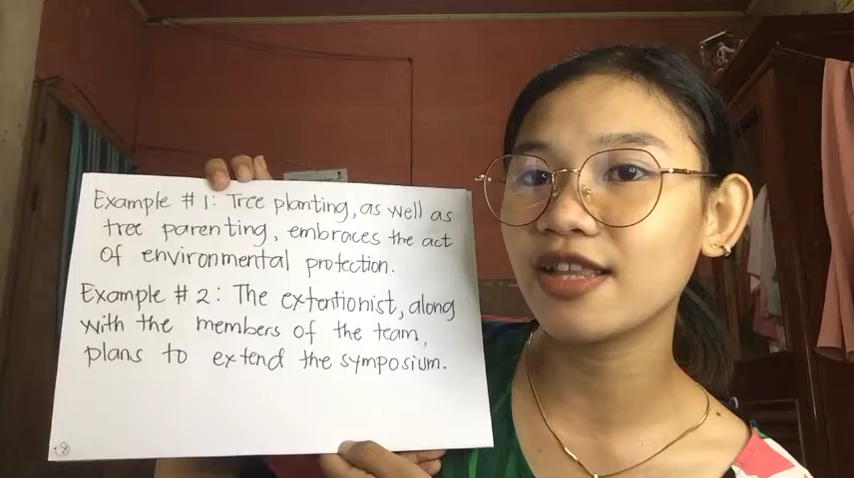 Example # 1: Tree planting, as well as
tree parenting, embraces the act
of environmental protection.
Example # 2: The extentionist, along
with the members of the team,
plans to extend the symposium.